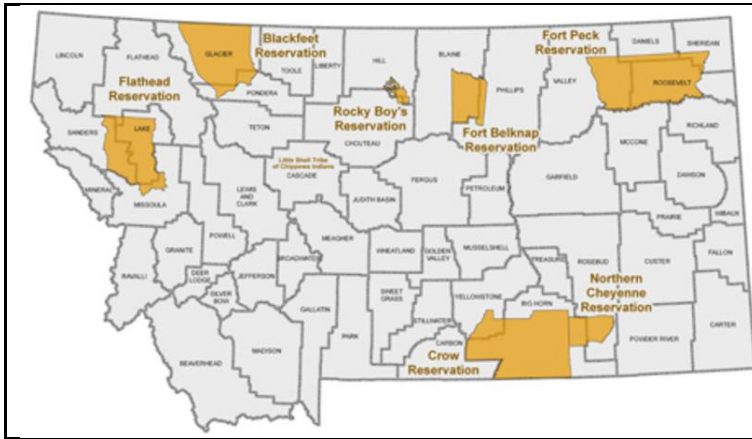 LINCOLN
FLATHEAD
GLACIER
Blackfeet
Reservation
TOOLE
LIBERTY
HILL
BLAINE
Fort Peck
Reservation
DANIELS
SHERIDAN
PHILLIPS
VALLEY
ROOSEVELT
PONDERA
Flathead
Reservation
Rocky Boy's
Reservation
Fort Belknap
Reservation
SANDERS
LAKE
TETON
CHOUTEAU
RICHLAND
MCCONE
Little Shell Tribe
of Chippewa Indians
CASCADE
MINERAL
MISSOULA
LEWIS
AND
CLARK
FERGUS
PETROLEUM
GARFIELD
DAWSON
JUDITH BASIN
PRAIRIE
WIBAUX
POWELL
MEAGHER
GRANITE
WHEATLAND
GOLDEN
VALLEY
MUSSELSHELL
TREASURE
ROSEBUD
CUSTER
FALLON
RAVALLI
DEER
LODGE
JEFFERSON
BROADWATER
SILVER
BOW
SWEET
GRASS
YELLOWSTONE
BIG HORN
Northern
Cheyenne
Reservation
GALLATIN
PARK
STILLWATER
CARBON
Crow
Reservation
POWDER RIVER
CARTER
BEAVERHEAD
MADISON